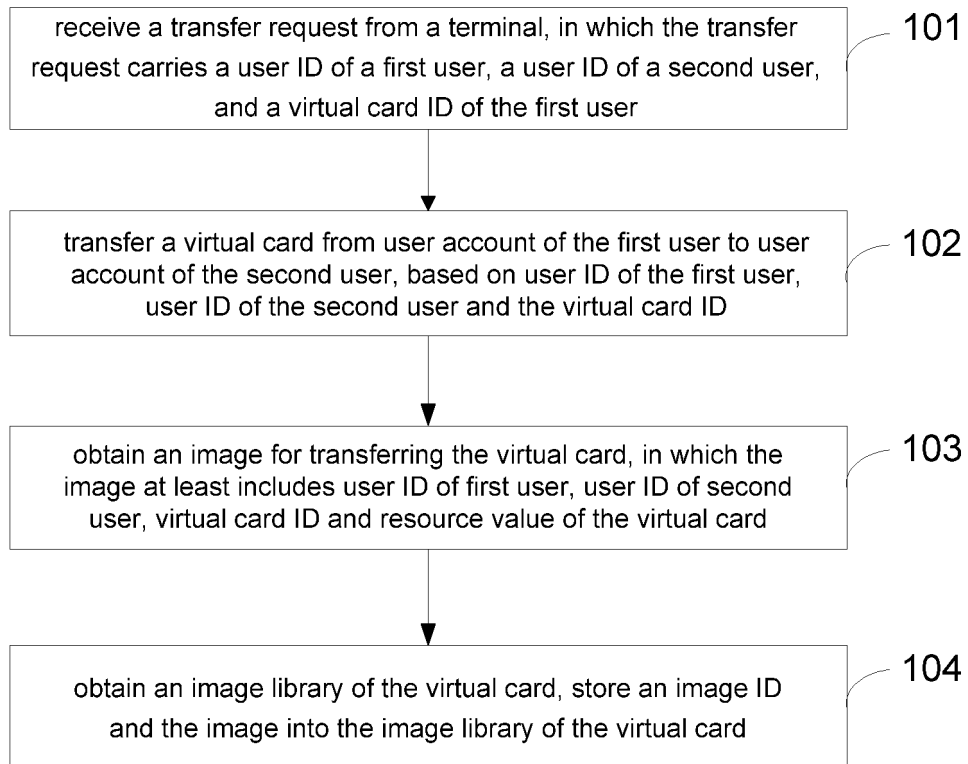 receive a transfer request from a terminal, in which the transfer
request carries a user ID of a first user, a user ID of a second user,
and a virtual card ID of the first user
101
transfer a virtual card from user account of the first user to user
account of the second user, based on user ID of the first user,
user ID of the second user and the virtual card ID
102
obtain an image for transferring the virtual card, in which the
image at least includes user ID of first user, user ID of second
user, virtual card ID and resource value of the virtual card
103
obtain an image library of the virtual card, store an image ID
and the image into the image library of the virtual card
104